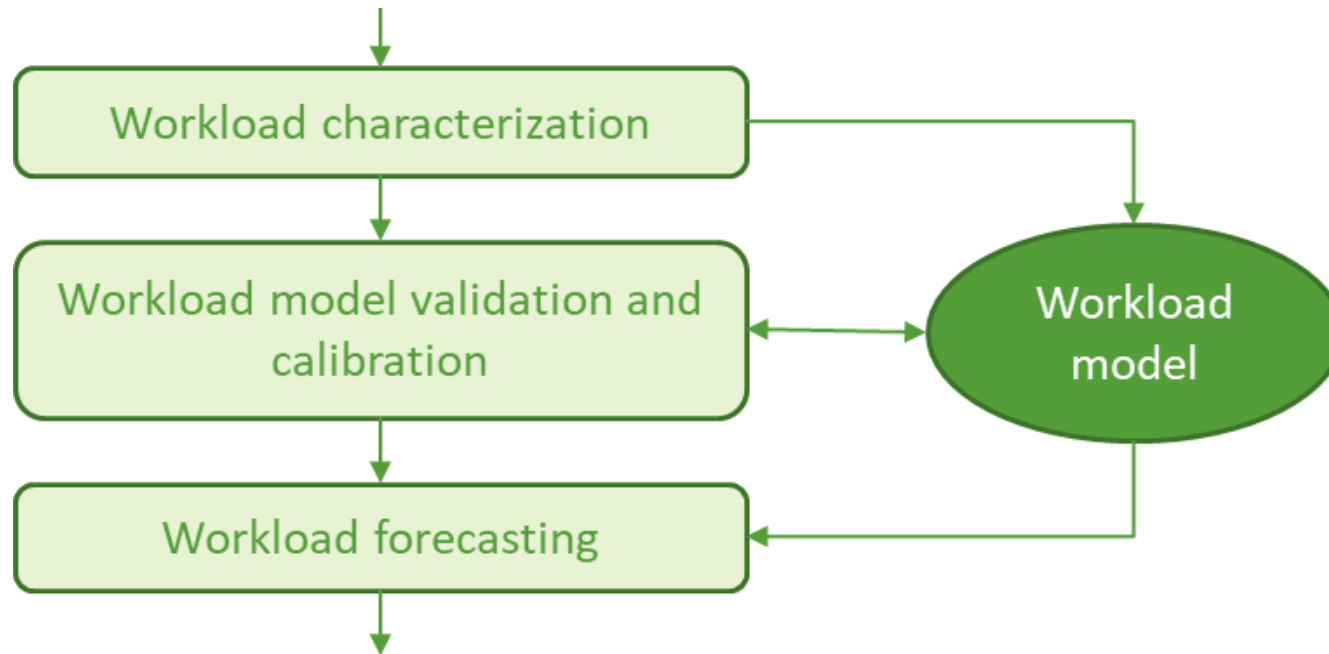 Workload characterization
Workload model validation and
calibration
Workload
model
Workload forecasting